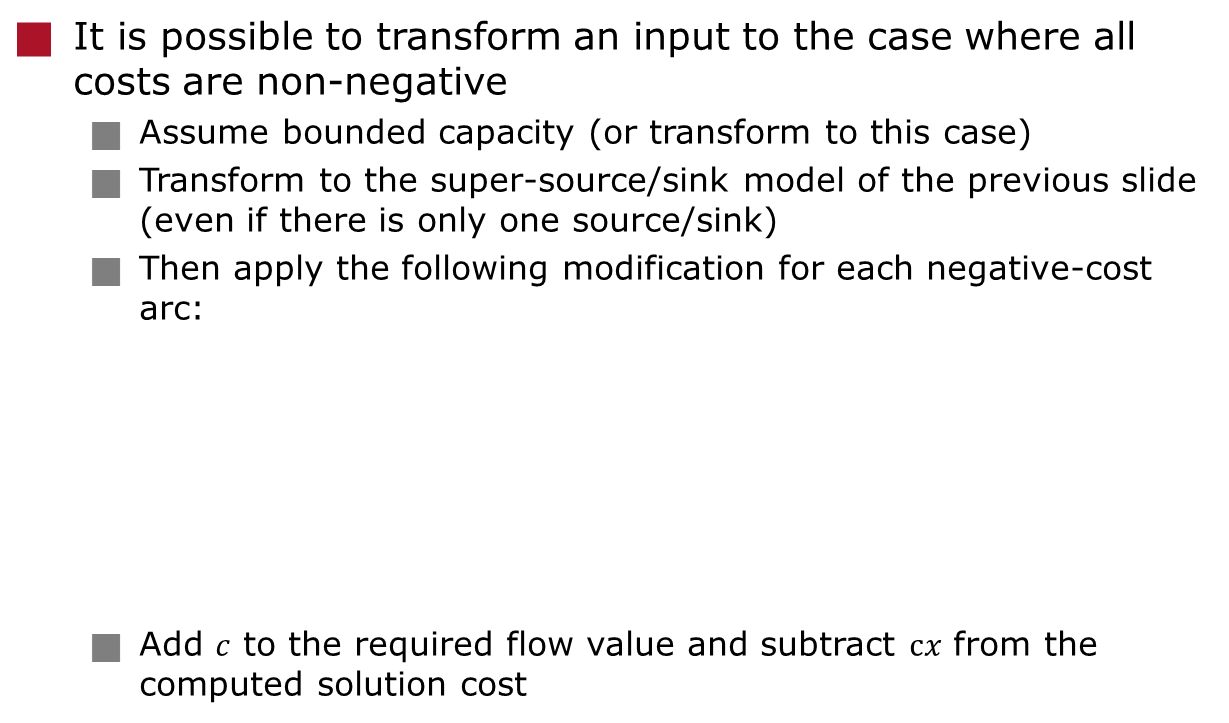 It is possible to transform an input to the case where all
costs are non-negative
Assume bounded capacity (or transform to this case)
Transform to the super-source/sink model of the previous slide
(even if there is only one source/sink)
Then apply the following modification for each negative-cost
arc:
Add c to the required flow value and subtract cx from the
computed solution cost